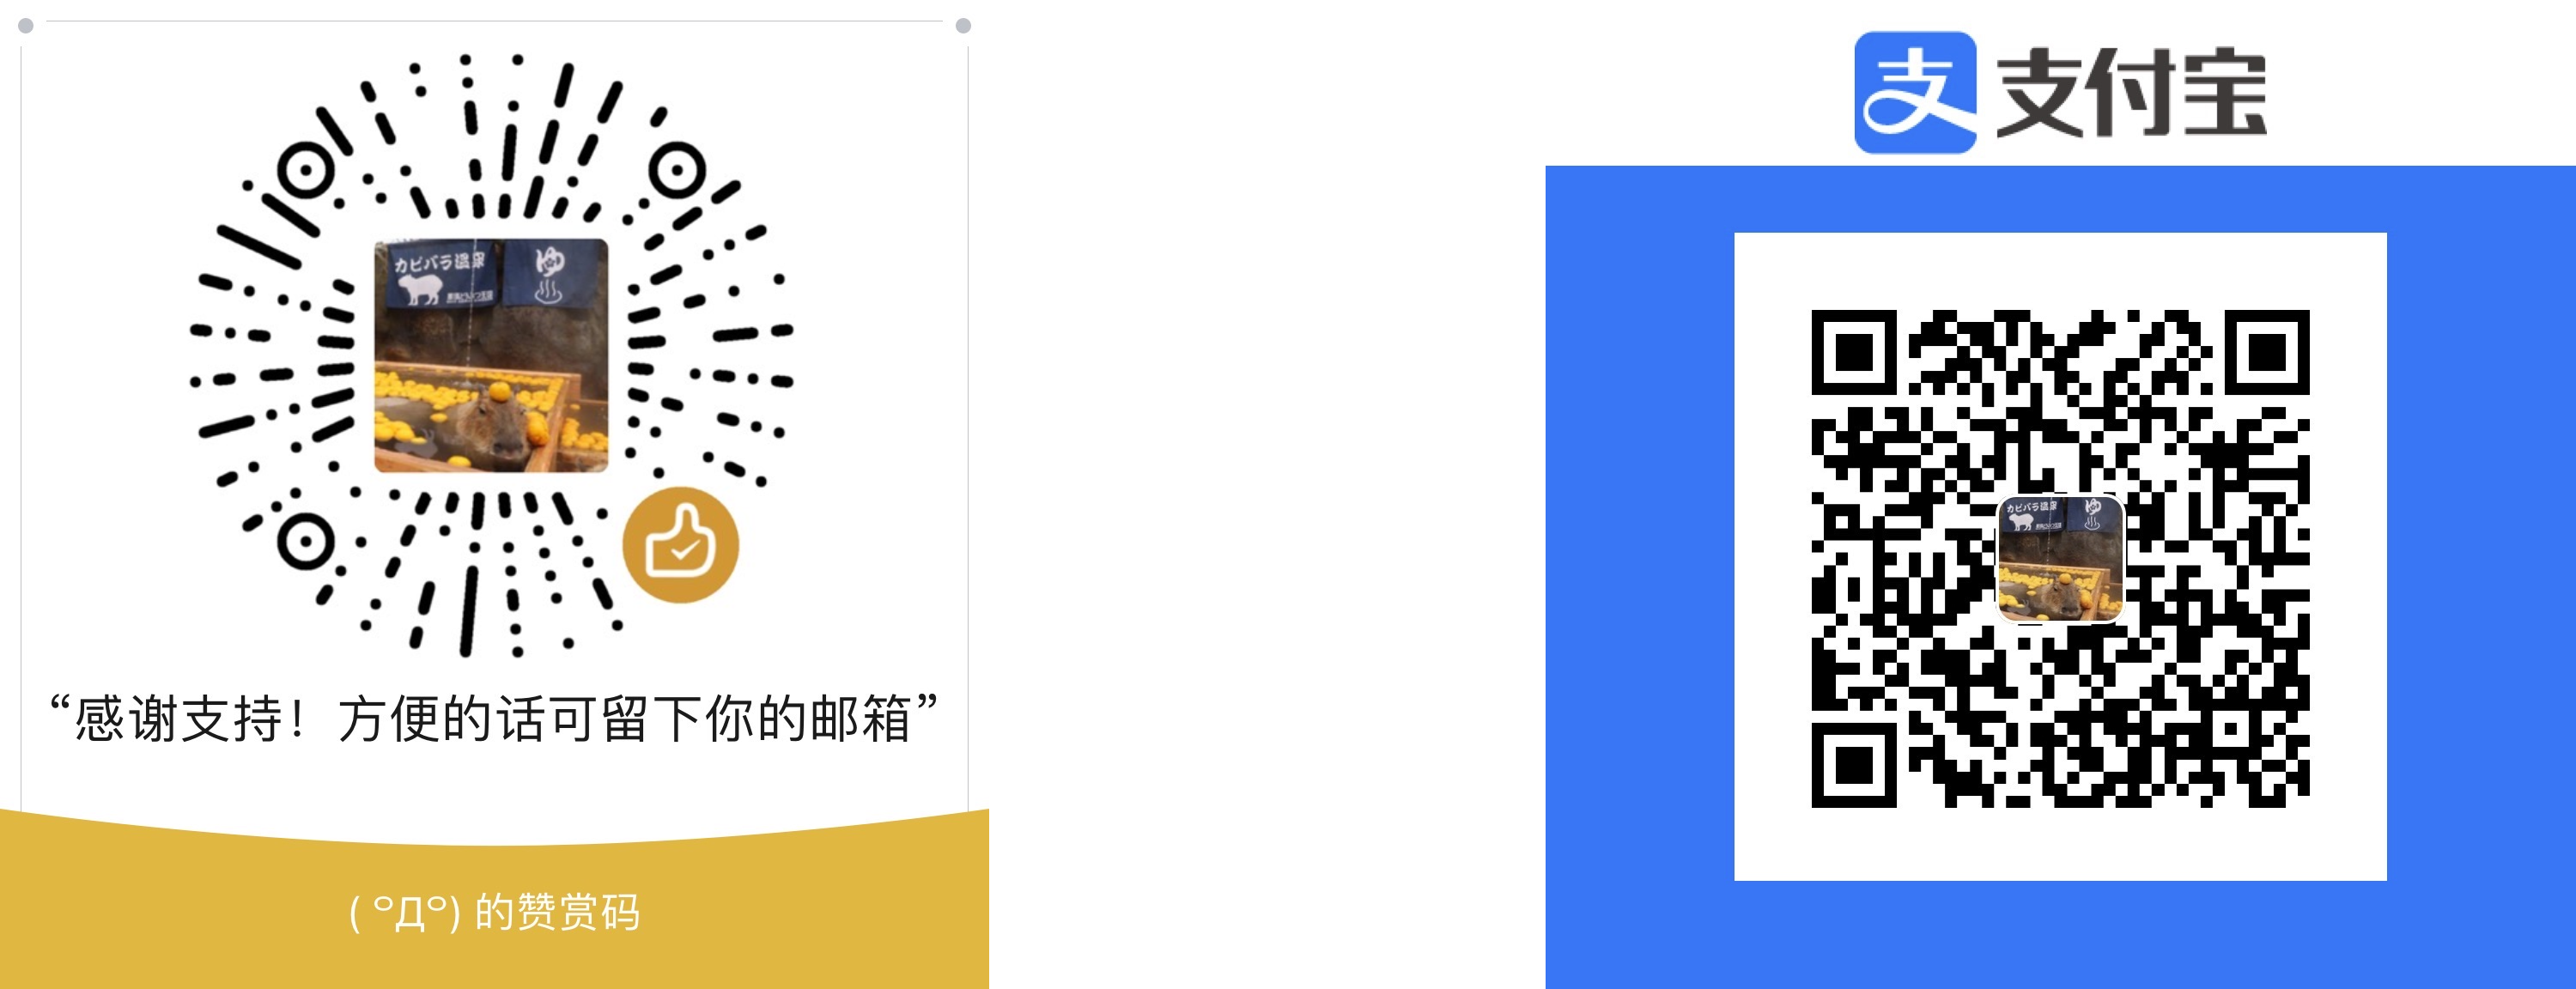 カピバラ温泉
ゆ
“感谢支持！方便的话可留下你的邮箱”
( ºДº) 的赞赏码
支 支付宝
カピバラ温泉
ゆ